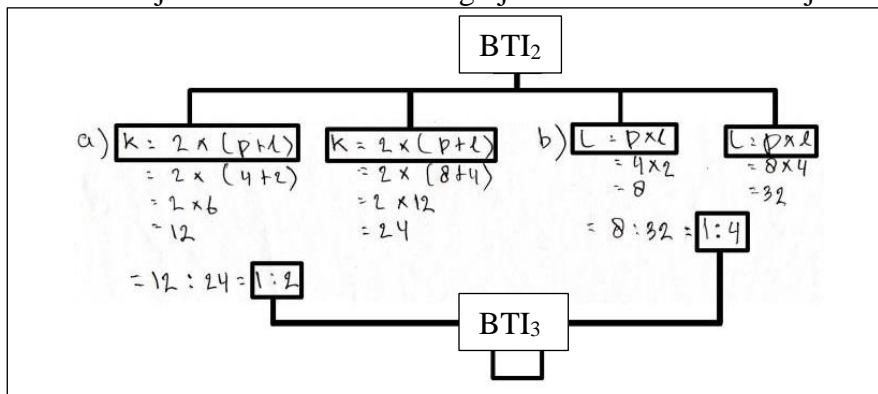 BTI₂
a) K = 2 x (p+l)
= 2 x (4+2)
= 2 x 6
= 12
= 12 : 24 = 1 : 2
K = 2 x (p+l)
= 2 x (8+4)
= 2 x 12
= 24
b) L = p x l
= 4 x 2
= 8
= 8 : 32 = 1 : 4
L = p x l
= 8 x 4
= 32
BTI₃